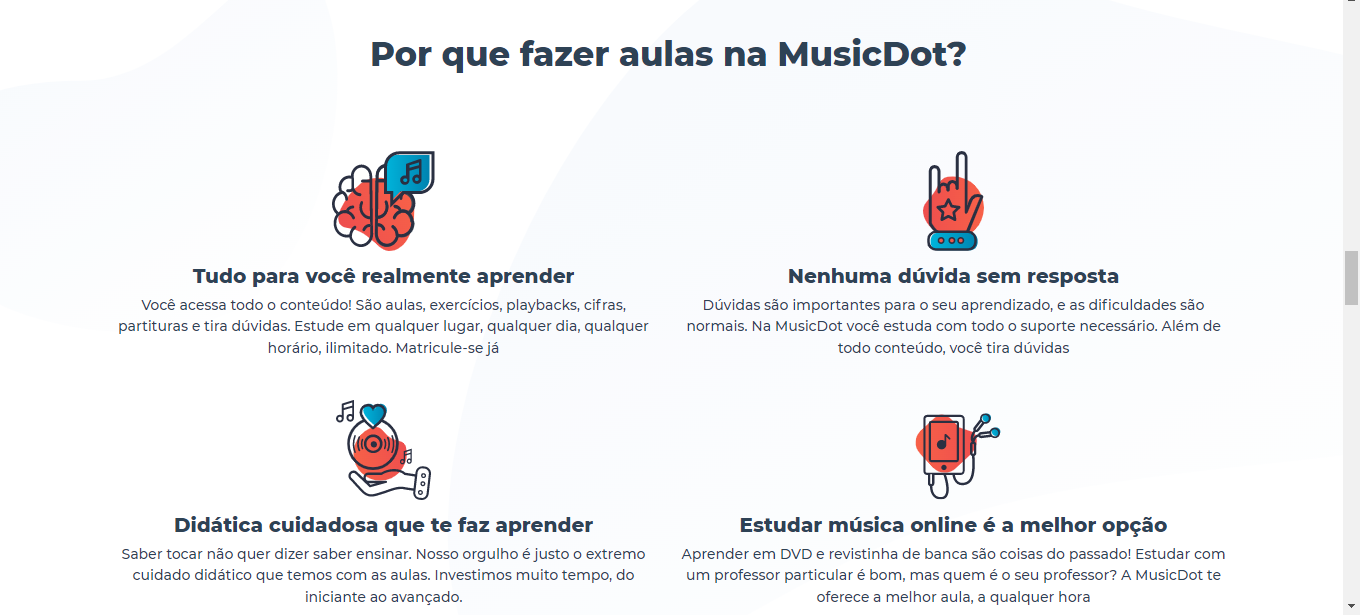 Por que fazer aulas na MusicDot?
Tudo para você realmente aprender
Você acessa todo o conteúdo! São aulas, exercícios, playbacks, cifras,
partituras e tira dúvidas. Estude em qualquer lugar, qualquer dia, qualquer
horário, ilimitado. Matricule-se já
Nenhuma dúvida sem resposta
Dúvidas são importantes para o seu aprendizado, e as dificuldades são
normais. Na MusicDot você estuda com todo o suporte necessário. Além de
todo conteúdo, você tira dúvidas
Didática cuidadosa que te faz aprender
Saber tocar não quer dizer saber ensinar. Nosso orgulho é justo o extremo
cuidado didático que temos com as aulas. Investimos muito tempo, do
iniciante ao avançado.
Estudar música online é a melhor opção
Aprender em DVD e revistinha de banca são coisas do passado! Estudar com
um professor particular é bom, mas quem é o seu professor? A MusicDot te
oferece a melhor aula, a qualquer hora